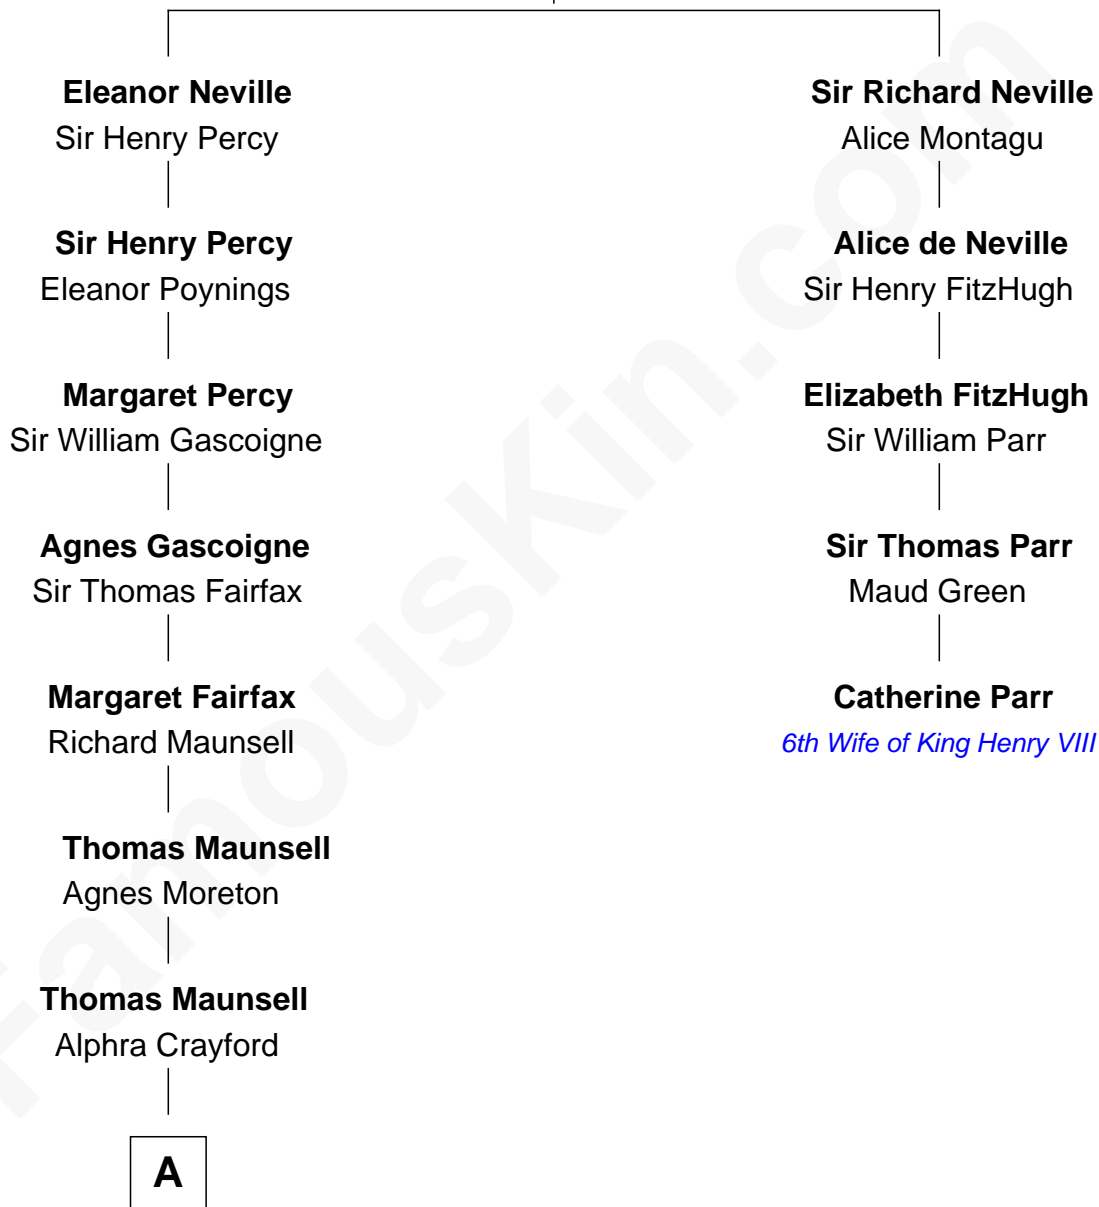 Eleanor Neville
Sir Henry Percy
Sir Henry Percy
Eleanor Poynings
Margaret Percy
Sir William Gascoigne
Agnes Gascoigne
Sir Thomas Fairfax
Margaret Fairfax
Richard Maunsell
Thomas Maunsell
Agnes Moreton
Thomas Maunsell
Alphra Crayford
A
Sir Richard Neville
Alice Montagu
Alice de Neville
Sir Henry FitzHugh
Elizabeth FitzHugh
Sir William Parr
Sir Thomas Parr
Maud Green
Catherine Parr
6th Wife of King Henry VIII
FamousKin.com